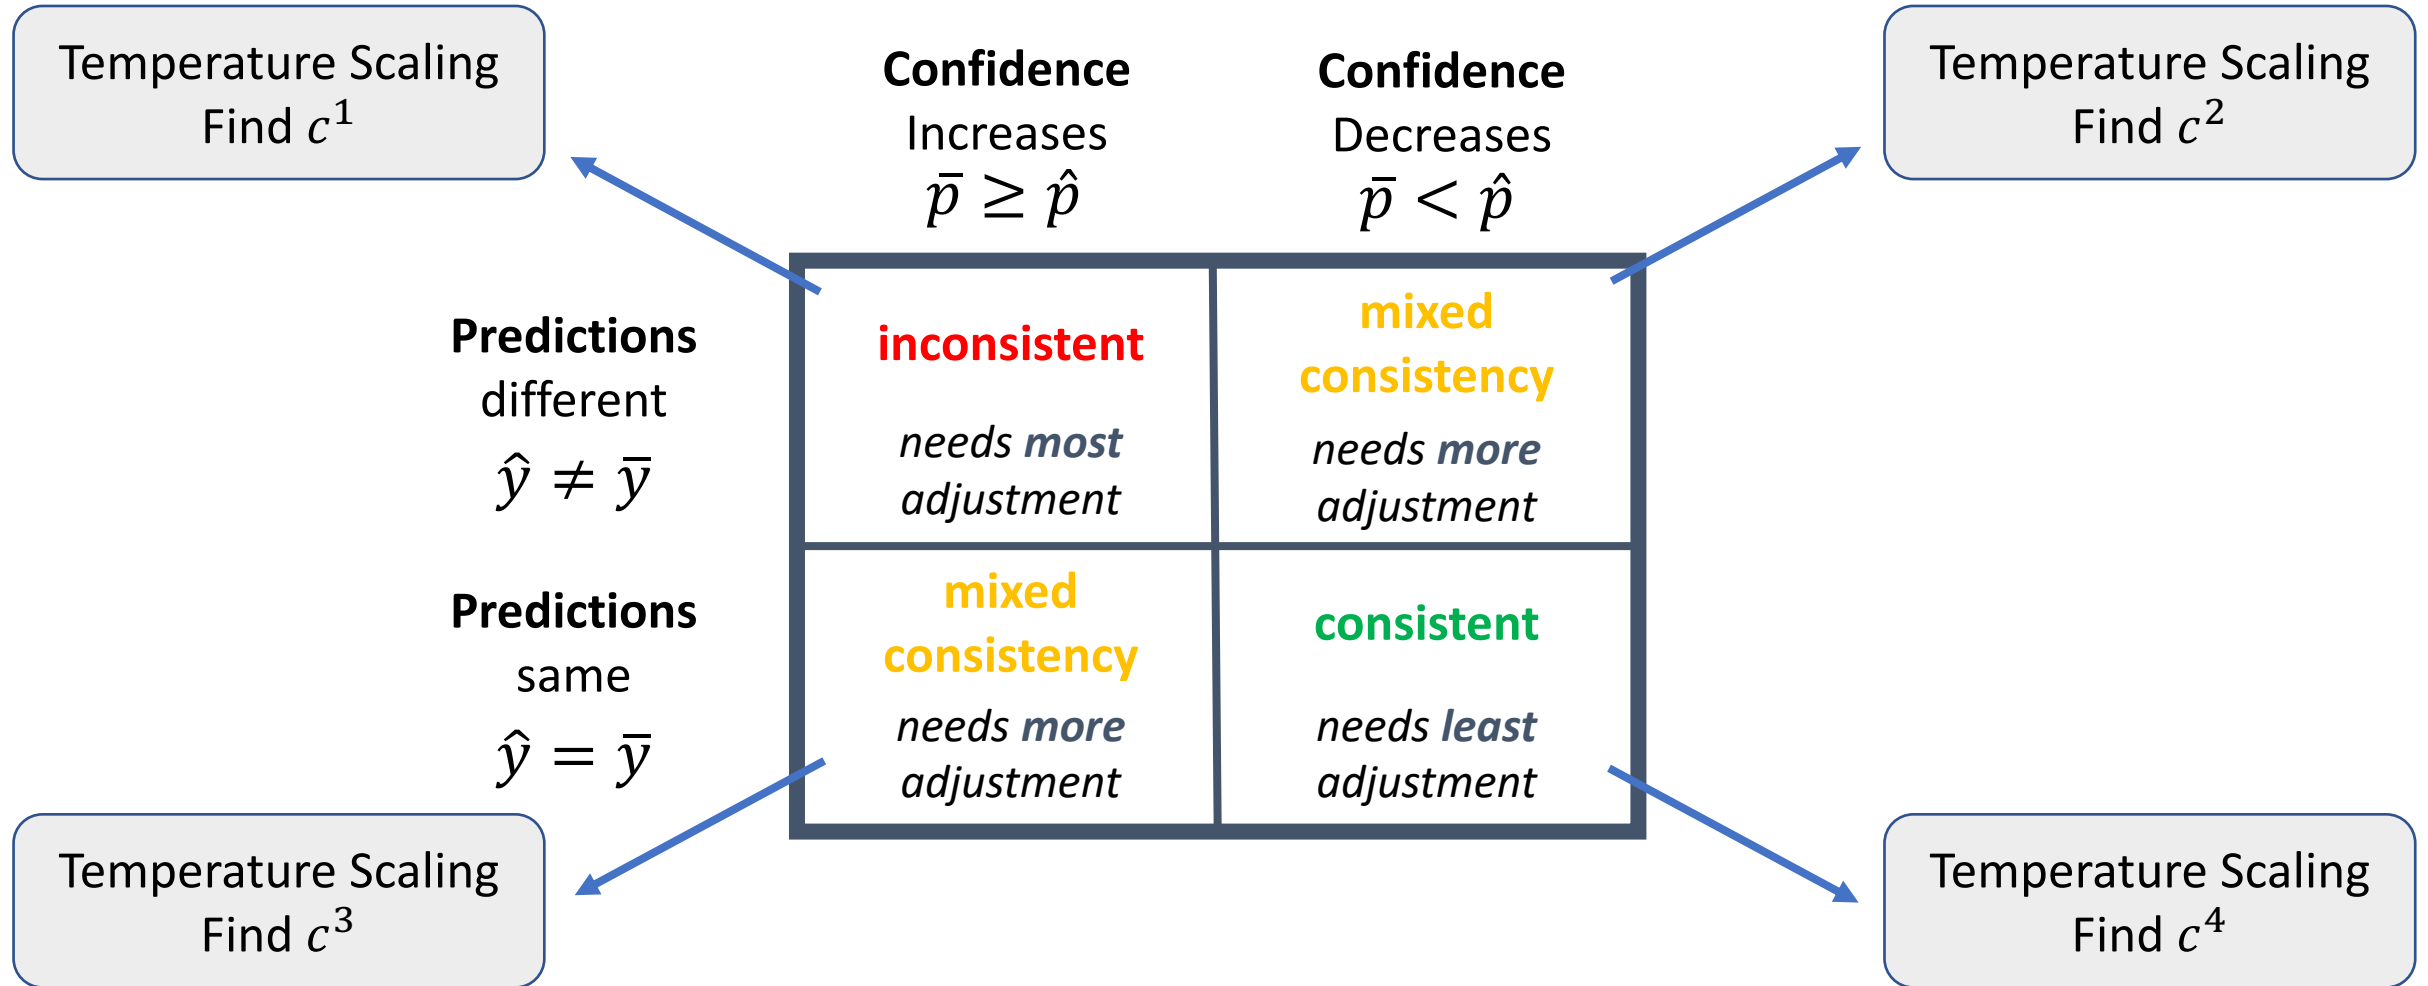 Temperature Scaling
Find c¹
Confidence
Increases
p̄ ≥ p̂
Confidence
Decreases
p̄ < p̂
Temperature Scaling
Find c²
Predictions
different
ŷ ≠ ȳ
inconsistent
needs most
adjustment
mixed
consistency
needs more
adjustment
Predictions
same
ŷ = ȳ
mixed
consistency
needs more
adjustment
consistent
needs least
adjustment
Temperature Scaling
Find c³
Temperature Scaling
Find c⁴